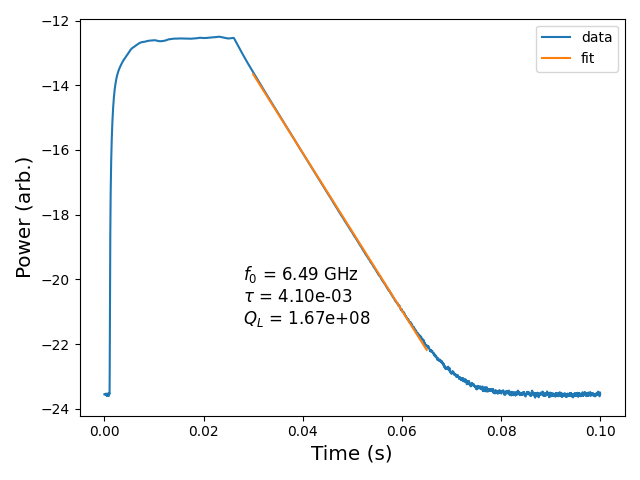 data
fit
Power (arb.)
−12
−14
−16
−18
−20
−22
−24
f₀ = 6.49 GHz
τ = 4.10e-03
Q_L = 1.67e+08
0.00 0.02 0.04 0.06 0.08 0.10
Time (s)